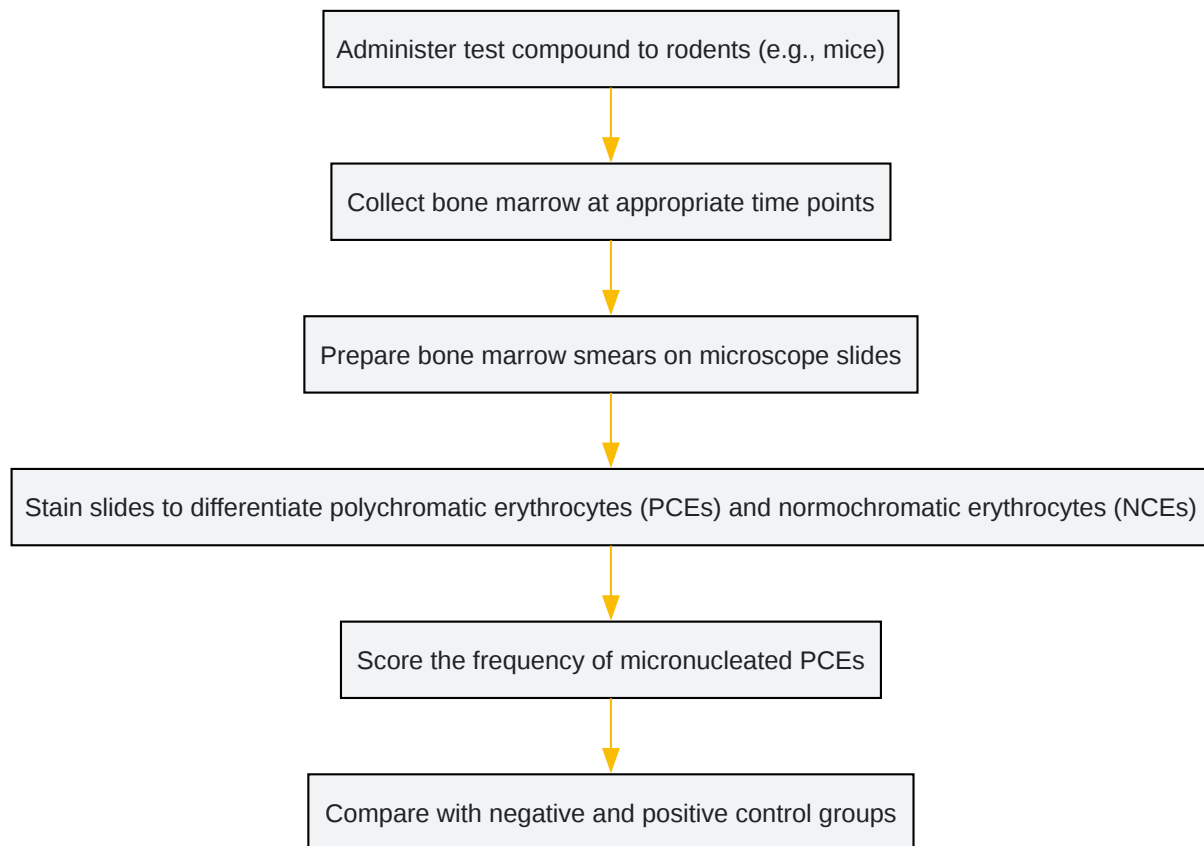 Administer test compound to rodents (e.g., mice)
Collect bone marrow at appropriate time points
Prepare bone marrow smears on microscope slides
Stain slides to differentiate polychromatic erythrocytes (PCEs) and normochromatic erythrocytes (NCEs)
Score the frequency of micronucleated PCEs
Compare with negative and positive control groups